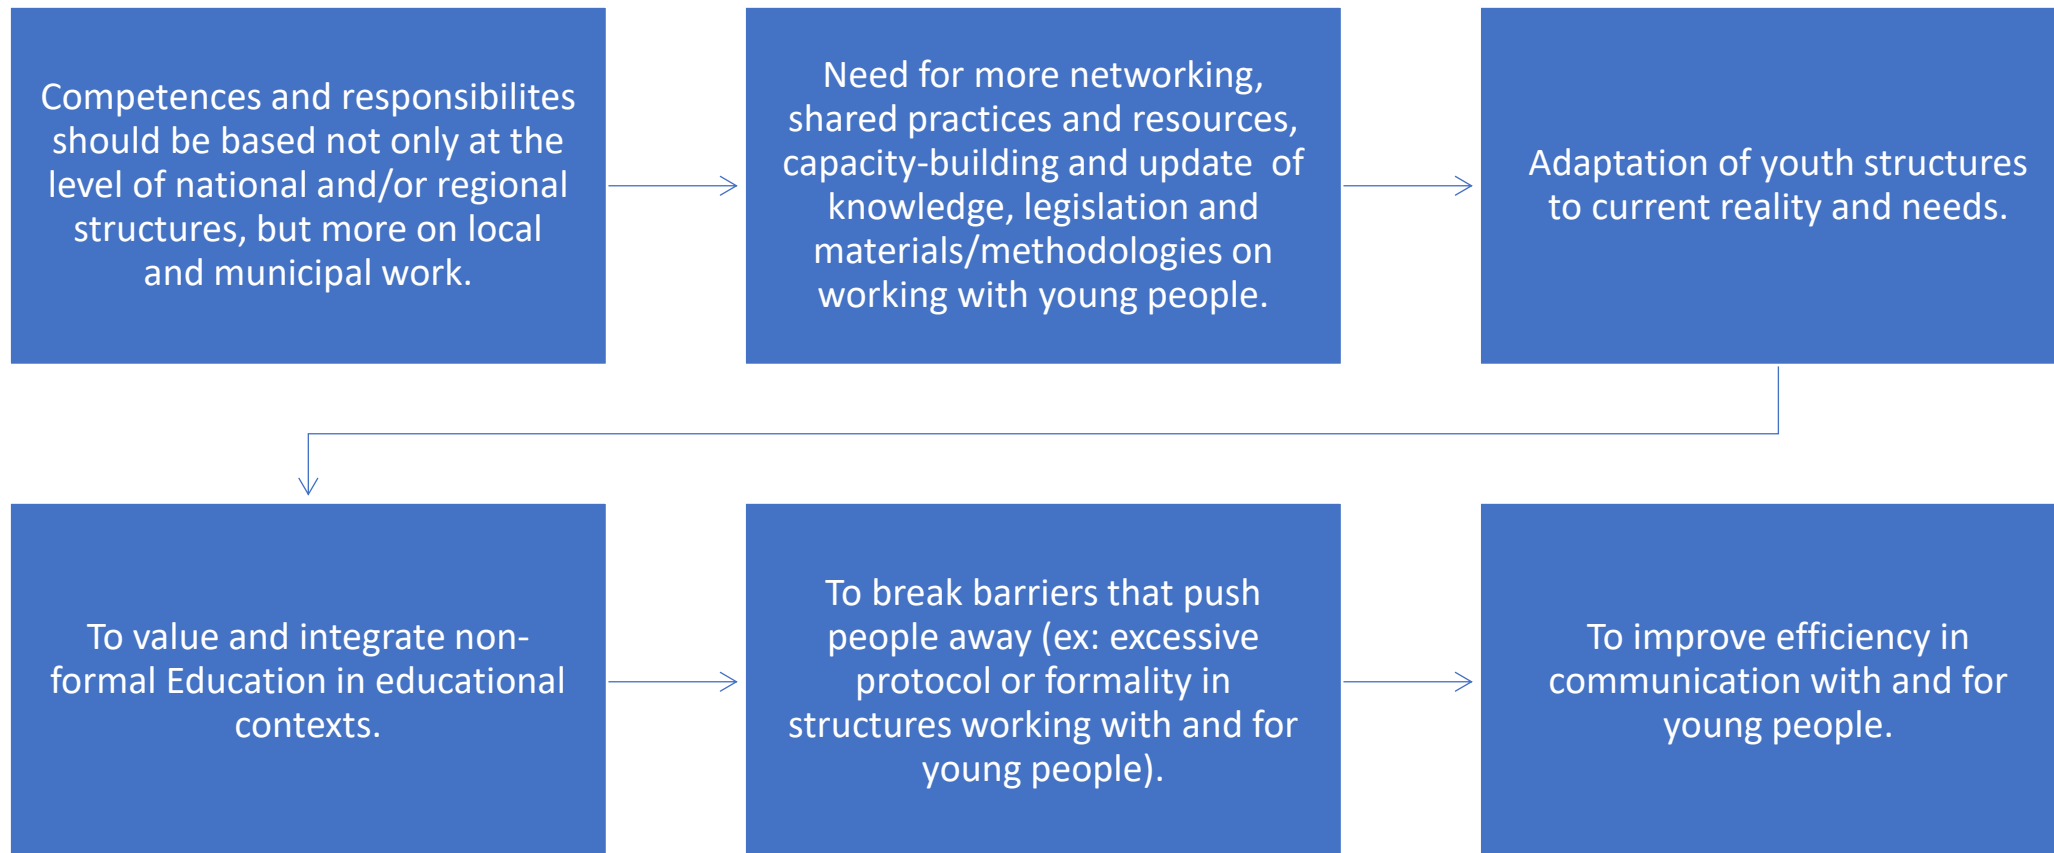 Competences and responsibilites
should be based not only at the
level of national and/or regional
structures, but more on local
and municipal work.
Need for more networking,
shared practices and resources,
capacity-building and update of
knowledge, legislation and
materials/methodologies on
working with young people.
Adaptation of youth structures
to current reality and needs.
To value and integrate non-
formal Education in educational
contexts.
To break barriers that push
people away (ex: excessive
protocol or formality in
structures working with and for
young people).
To improve efficiency in
communication with and for
young people.